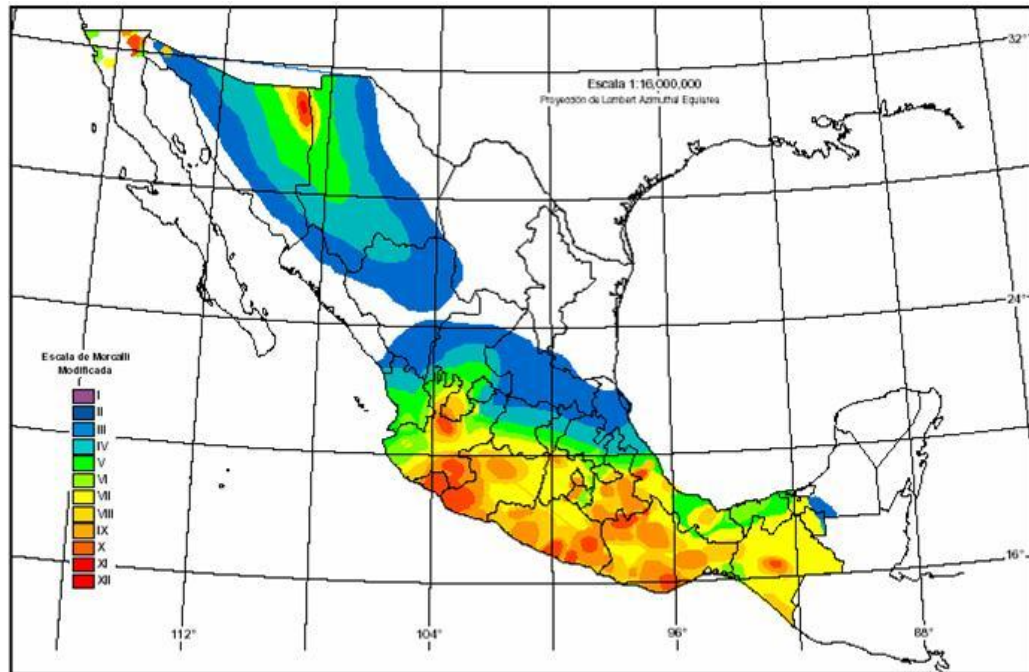 32°
Escala 1:16,000,000
Proyección de Lambert Azimuthal Equiarea
24°
Escala de Mercalli
Modificada
I
II
III
IV
V
VI
VII
VIII
IX
X
XI
XII
16°
112°
104°
96°
88°